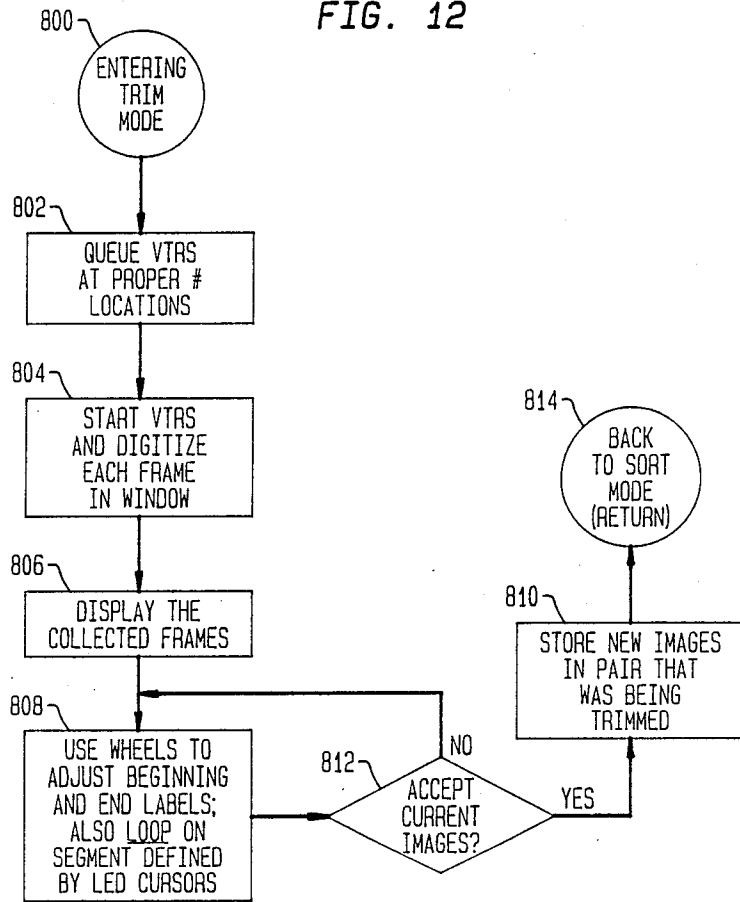 FIG. 12
800
ENTERING
TRIM
MODE
802
QUEUE VTRS
AT PROPER #
LOCATIONS
804
START VTRS
AND DIGITIZE
EACH FRAME
IN WINDOW
806
DISPLAY THE
COLLECTED FRAMES
808
USE WHEELS TO
ADJUST BEGINNING
AND END LABELS;
ALSO LOOP ON
SEGMENT DEFINED
BY LED CURSORS
812
ACCEPT
CURRENT
IMAGES?
NO
YES
810
STORE NEW IMAGES
IN PAIR THAT
WAS BEING
TRIMMED
814
BACK
TO SORT
MODE
(RETURN)